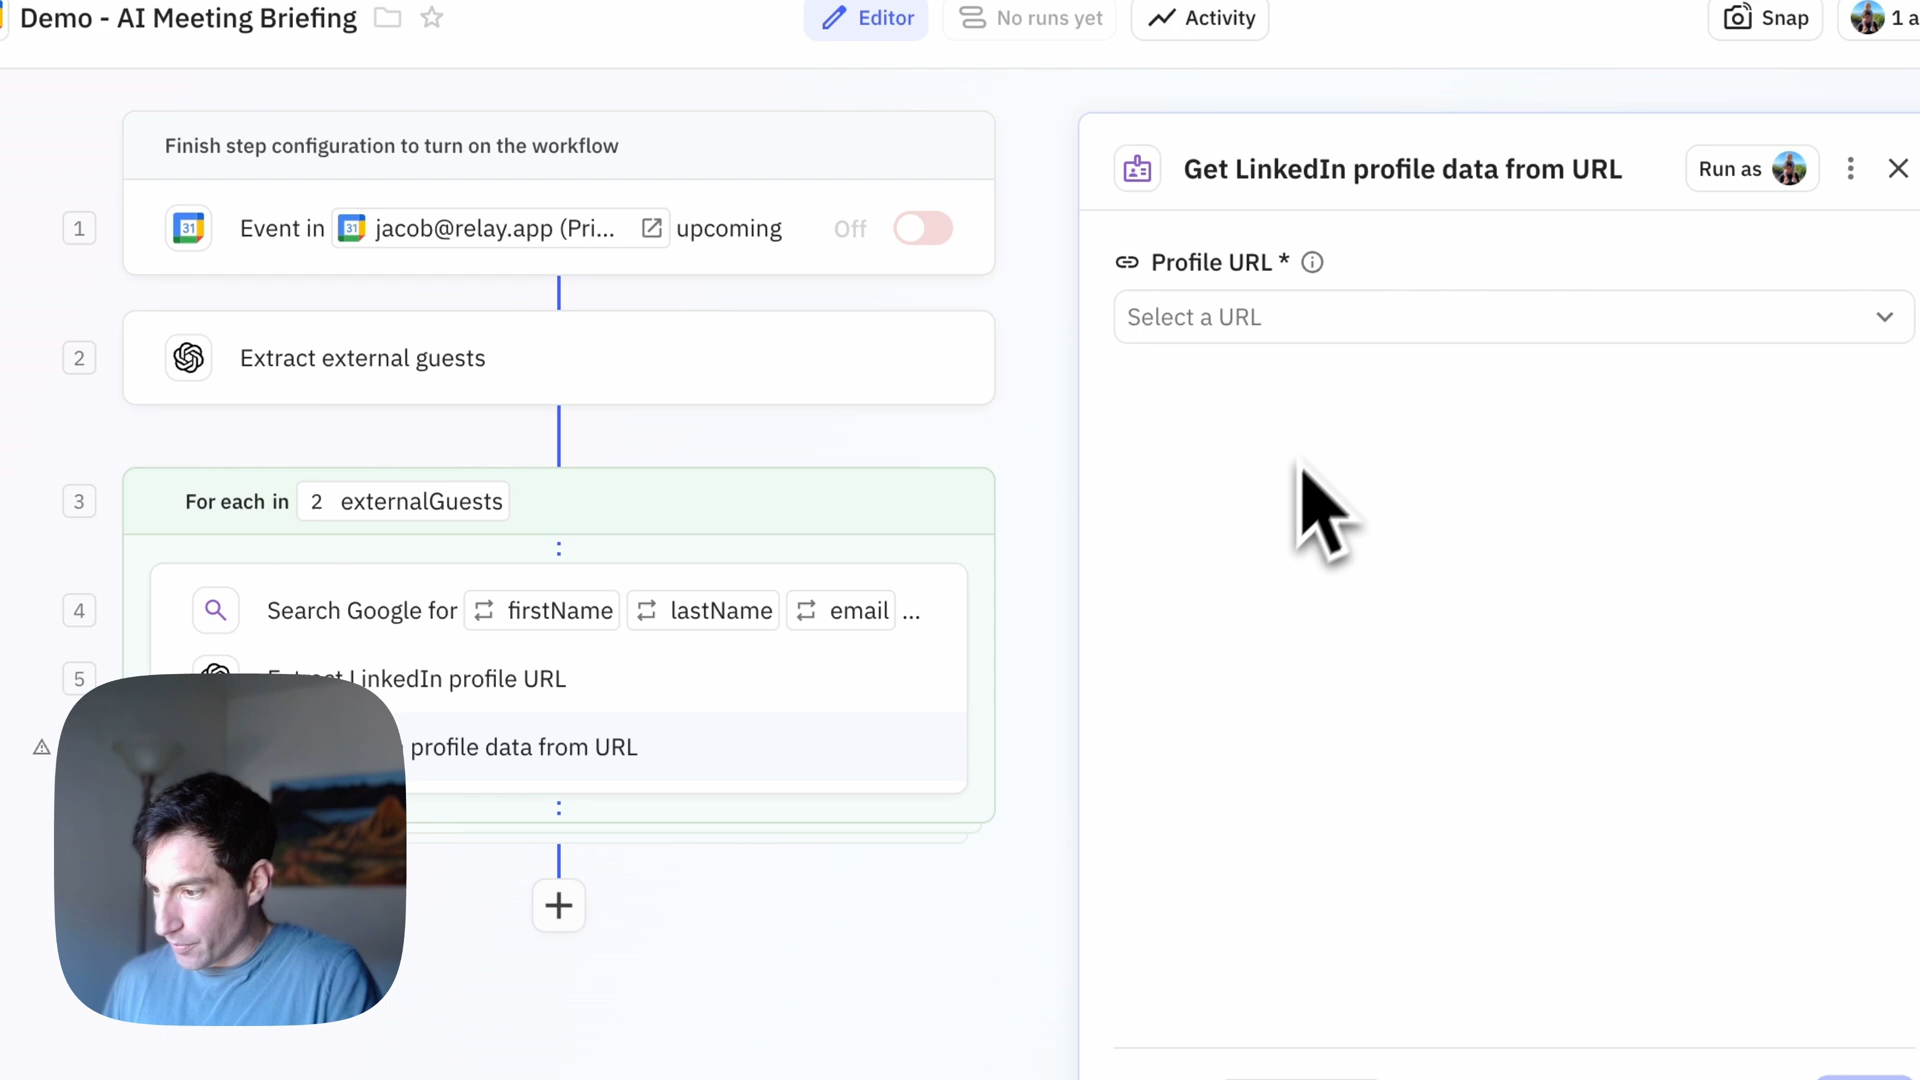 Demo - AI Meeting Briefing
Editor
No runs yet
Activity
Snap
1 a
Finish step configuration to turn on the workflow
1
31
Event in
31
jacob@relay.app (Pri...
upcoming
Off
2
Extract external guests
3
For each in
2 externalGuests
4
Search Google for
firstName
lastName
email
...
5
LinkedIn profile URL
profile data from URL
Get LinkedIn profile data from URL
Run as
Profile URL *
Select a URL